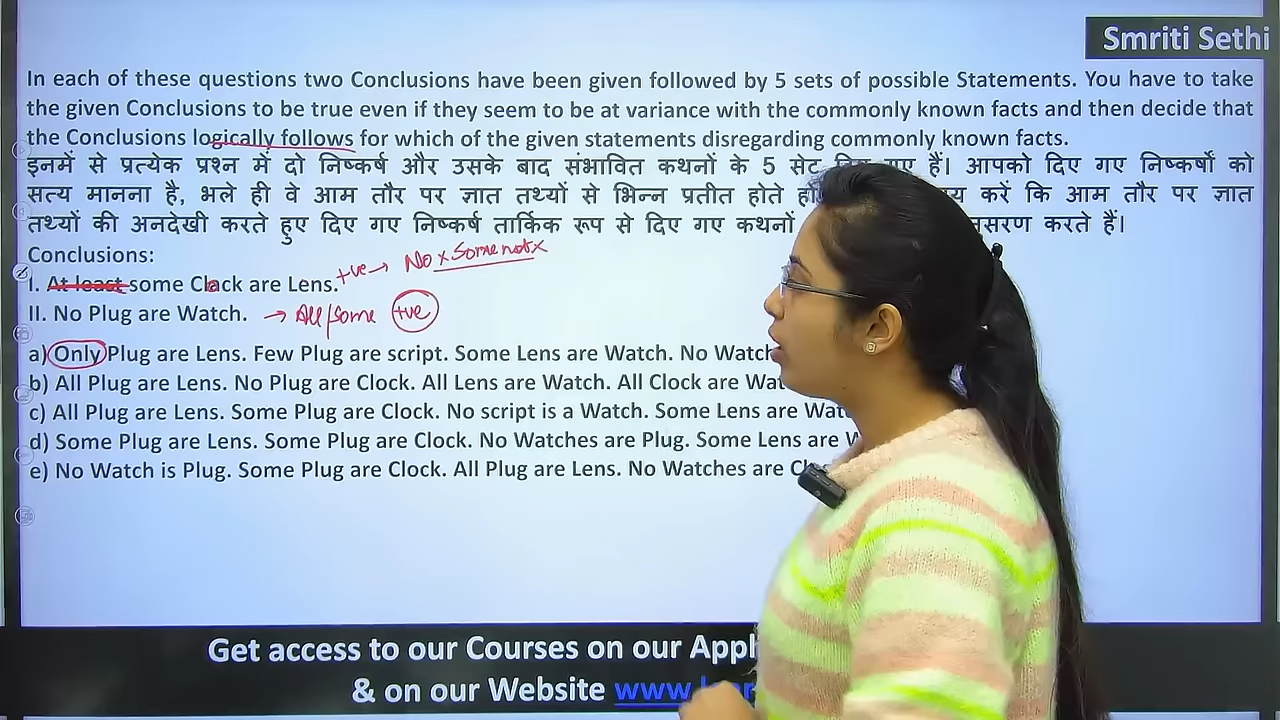 Smriti Sethi
In each of these questions two Conclusions have been given followed by 5 sets of possible Statements. You have to take
the given Conclusions to be true even if they seem to be at variance with the commonly known facts and then decide that
the Conclusions logically follows for which of the given statements disregarding commonly known facts.
इनमें से प्रत्येक प्रश्न में दो निष्कर्ष और उसके बाद संभावित कथनों के 5 सेट दिए गए हैं। आपको दिए गए निष्कर्षों को
सत्य मानना है, भले ही वे आम तौर पर ज्ञात तथ्यों से भिन्न प्रतीत होते हों करें कि आम तौर पर ज्ञात
तथ्यों की अनदेखी करते हुए दिए गए निष्कर्ष तार्किक रूप से दिए गए कथनों करते हैं।
Conclusions:
+ve → No x Some not x
I. At least some Clock are Lens.
II. No Plug are Watch. → All/some +ve
a) Only Plug are Lens. Few Plug are script. Some Lens are Watch. No Watch
b) All Plug are Lens. No Plug are Clock. All Lens are Watch. All Clock are
c) All Plug are Lens. Some Plug are Clock. No script is a Watch. Some Lens are
d) Some Plug are Lens. Some Plug are Clock. No Watches are Plug. Some Lens are
e) No Watch is Plug. Some Plug are Clock. All Plug are Lens. No Watches are
Get access to our Courses on our
& on our Website